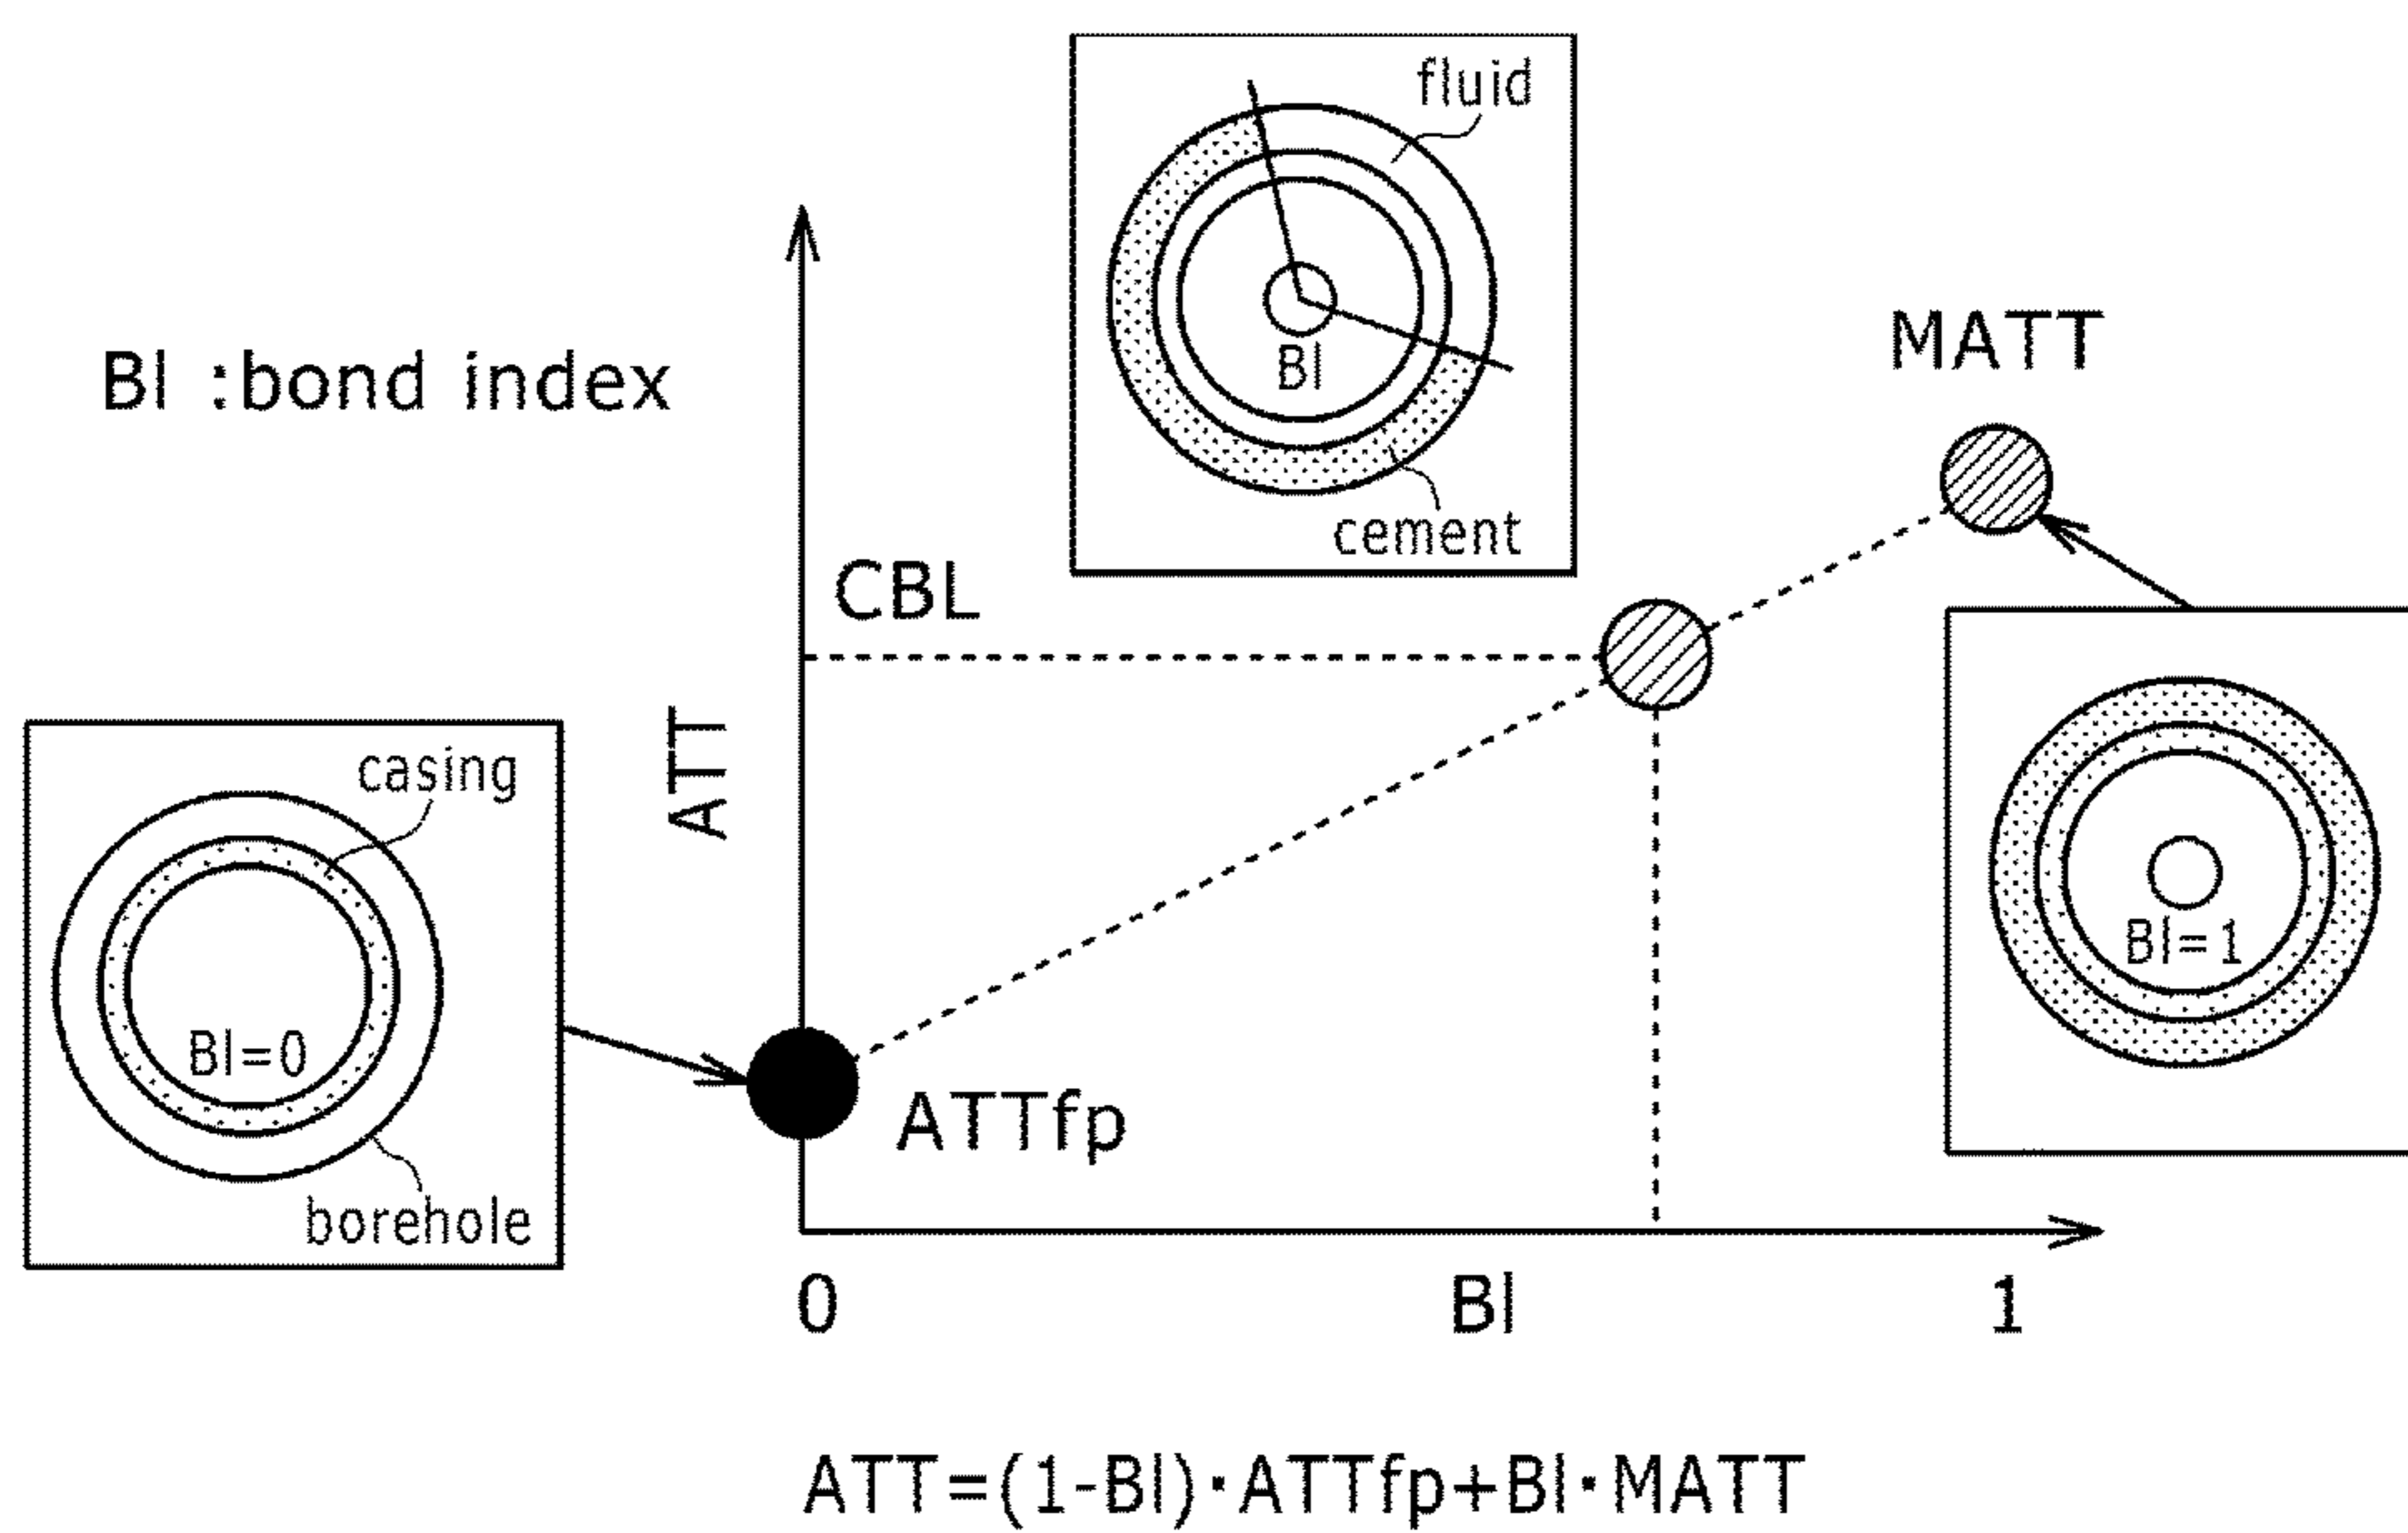 fluid
BI
cement
MATT
BI :bond index
CBL
ATT
casing
BI=0
borehole
ATTfp
BI=1
0
BI
1
ATT=(1-BI)·ATTfp+BI·MATT